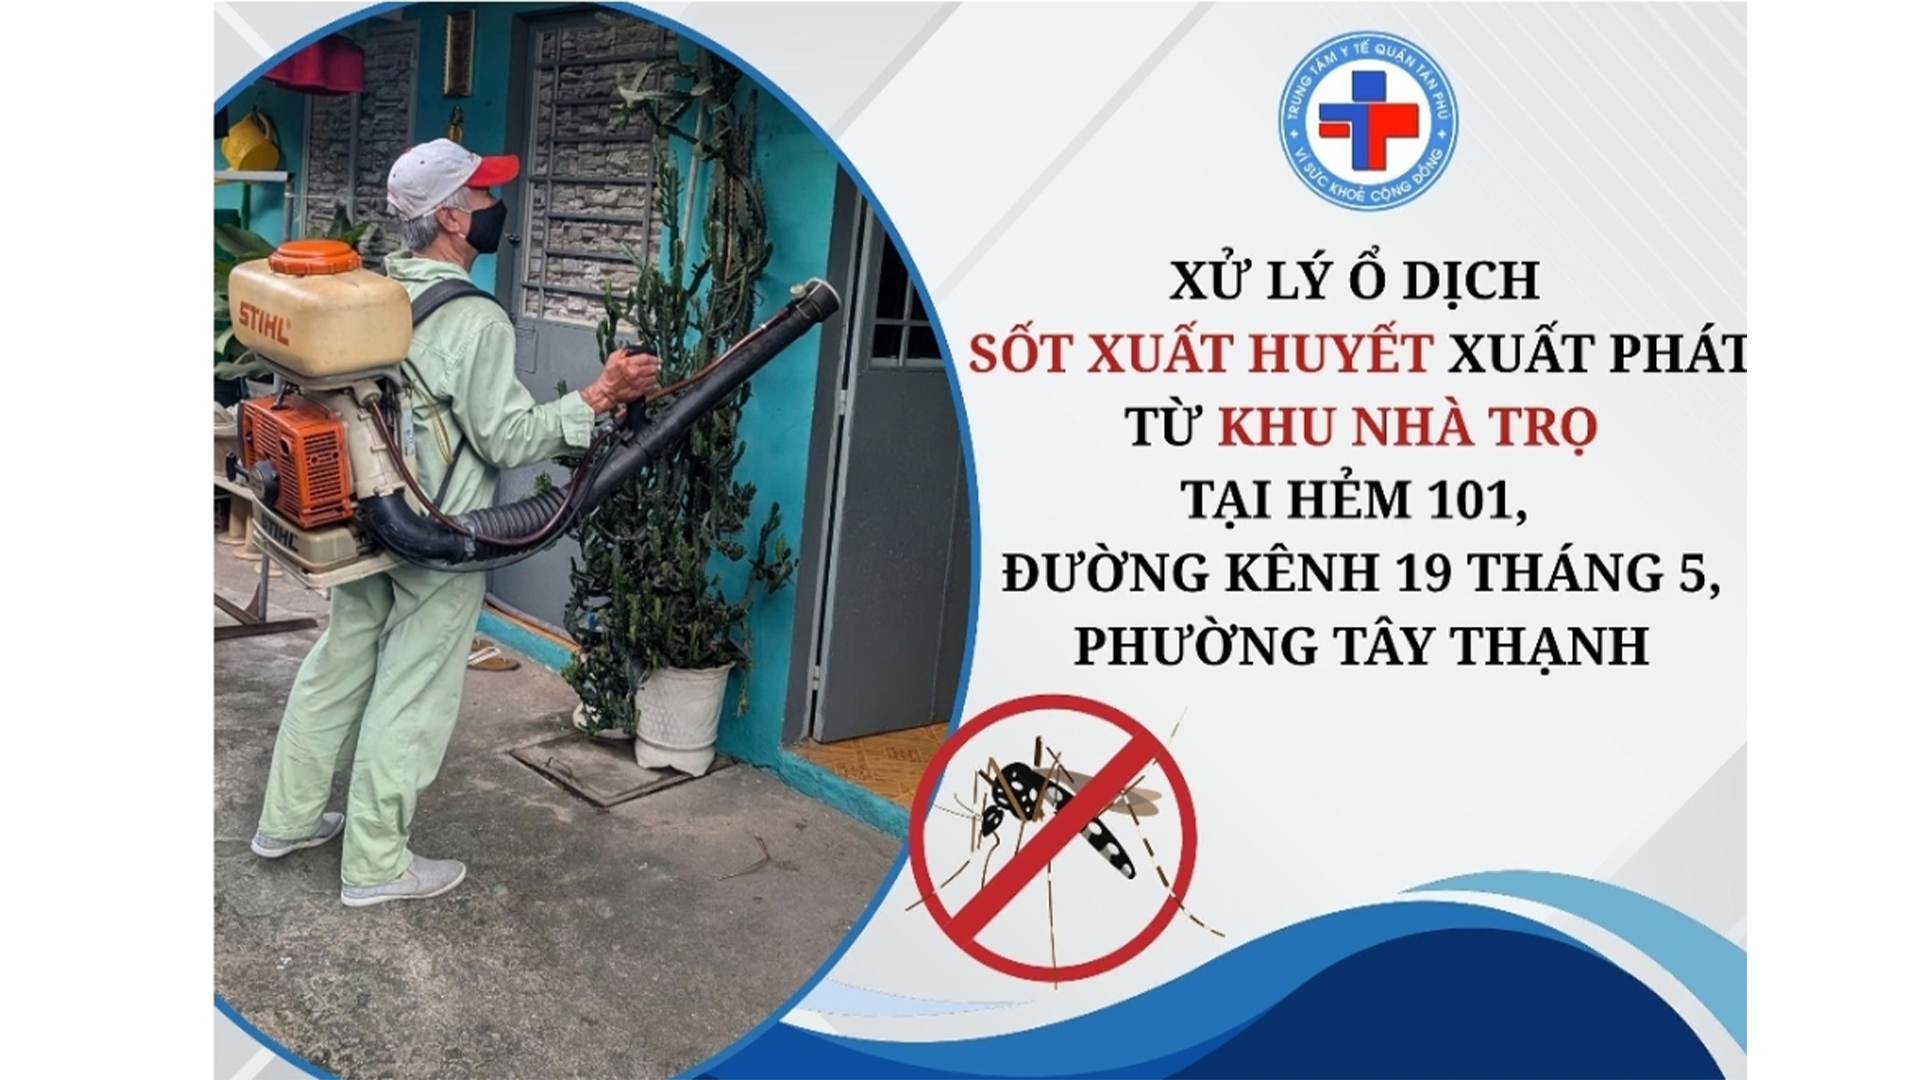 TRUNG TÂM Y TẾ QUẬN TÂN PHÚ
VÌ SỨC KHOẺ CỘNG ĐỒNG
XỬ LÝ Ổ DỊCH
SỐT XUẤT HUYẾT XUẤT PHÁT
TỪ KHU NHÀ TRỌ
TẠI HẺM 101,
ĐƯỜNG KÊNH 19 THÁNG 5,
PHƯỜNG TÂY THẠNH
STIHL
STIHL